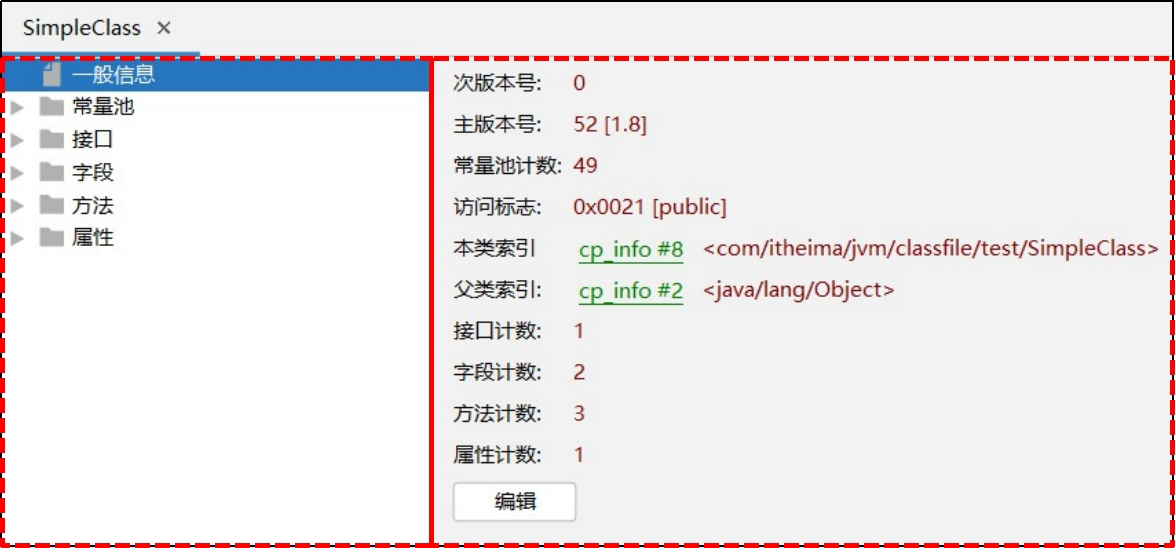 SimpleClass ×
一般信息
常量池
接口
字段
方法
属性
次版本号: 0
主版本号: 52 [1.8]
常量池计数: 49
访问标志: 0x0021 [public]
本类索引 cp_info #8 <com/itheima/jvm/classfile/test/SimpleClass>
父类索引: cp_info #2 <java/lang/Object>
接口计数: 1
字段计数: 2
方法计数: 3
属性计数: 1
编辑